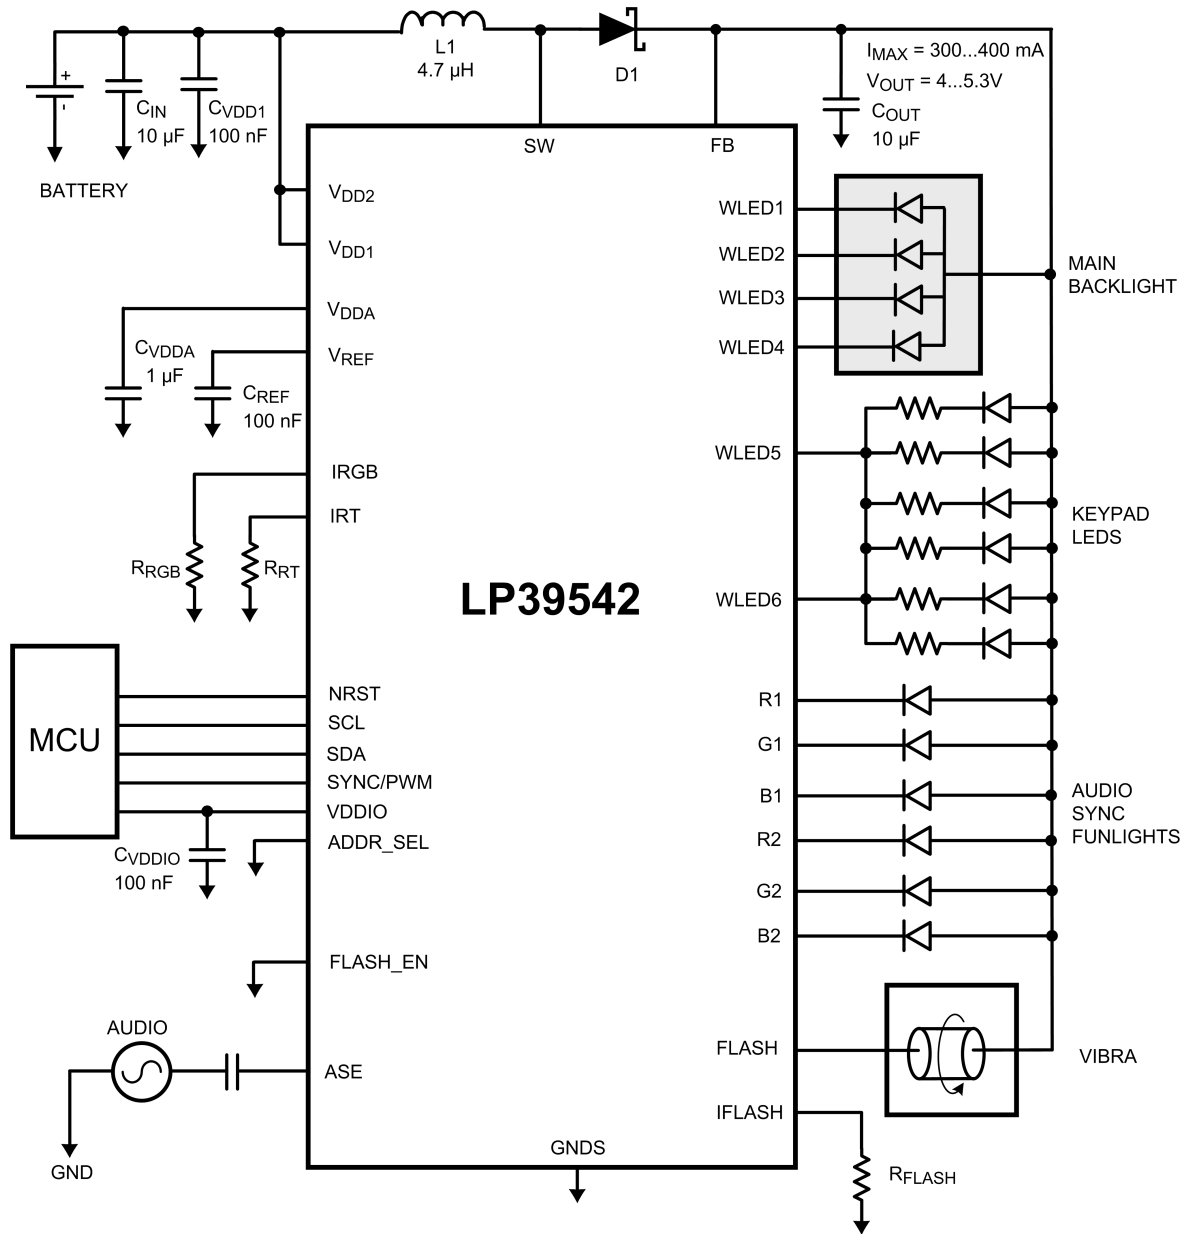 L1
4.7 µH
D1
IMAX = 300...400 mA
VOUT = 4...5.3V
COUT
10 µF
+
-
CIN
10 µF
CVDD1
100 nF
BATTERY
SW
FB
VDD2
VDD1
VDDA
VREF
CVDDA
1 µF
CREF
100 nF
IRGB
IRT
RRGB
RRT
LP39542
WLED1
WLED2
WLED3
WLED4
MAIN
BACKLIGHT
WLED5
WLED6
KEYPAD
LEDS
MCU
NRST
SCL
SDA
SYNC/PWM
VDDIO
ADDR_SEL
CVDDIO
100 nF
R1
G1
B1
R2
G2
B2
AUDIO
SYNC
FUNLIGHTS
FLASH_EN
AUDIO
ASE
GND
FLASH
VIBRA
IFLASH
GNDS
RFLASH